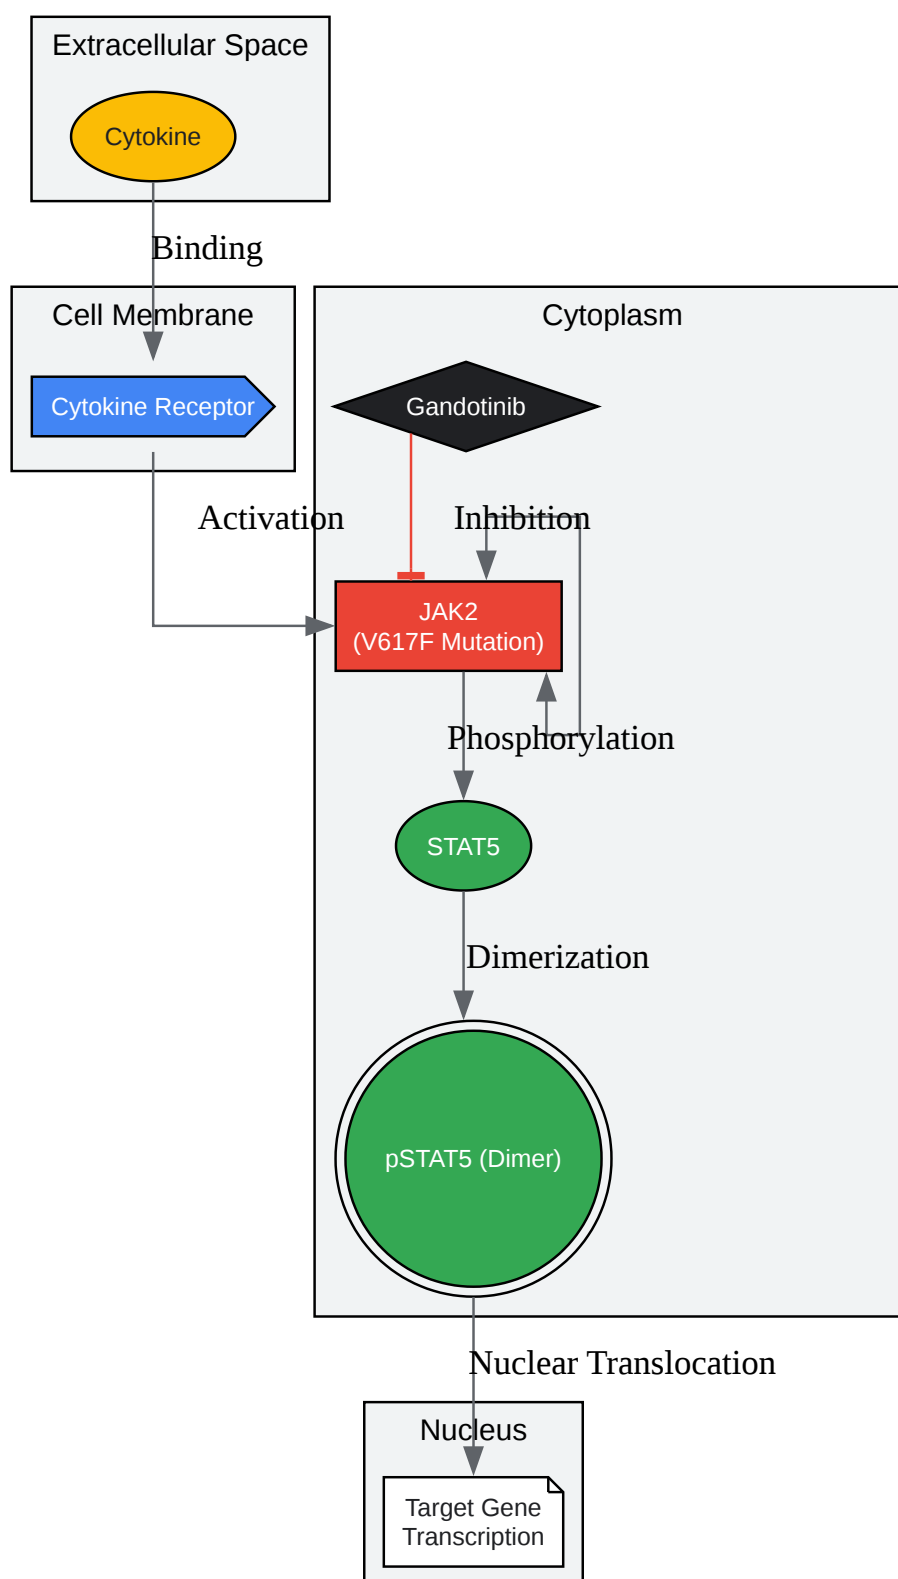 Extracellular Space
Cytokine
Binding
Cell Membrane
Cytoplasm
Cytokine Receptor
Gandotinib
Activation
Inhibition
JAK2
(V617F Mutation)
Phosphorylation
STAT5
Dimerization
pSTAT5 (Dimer)
Nuclear Translocation
Nucleus
Target Gene
Transcription